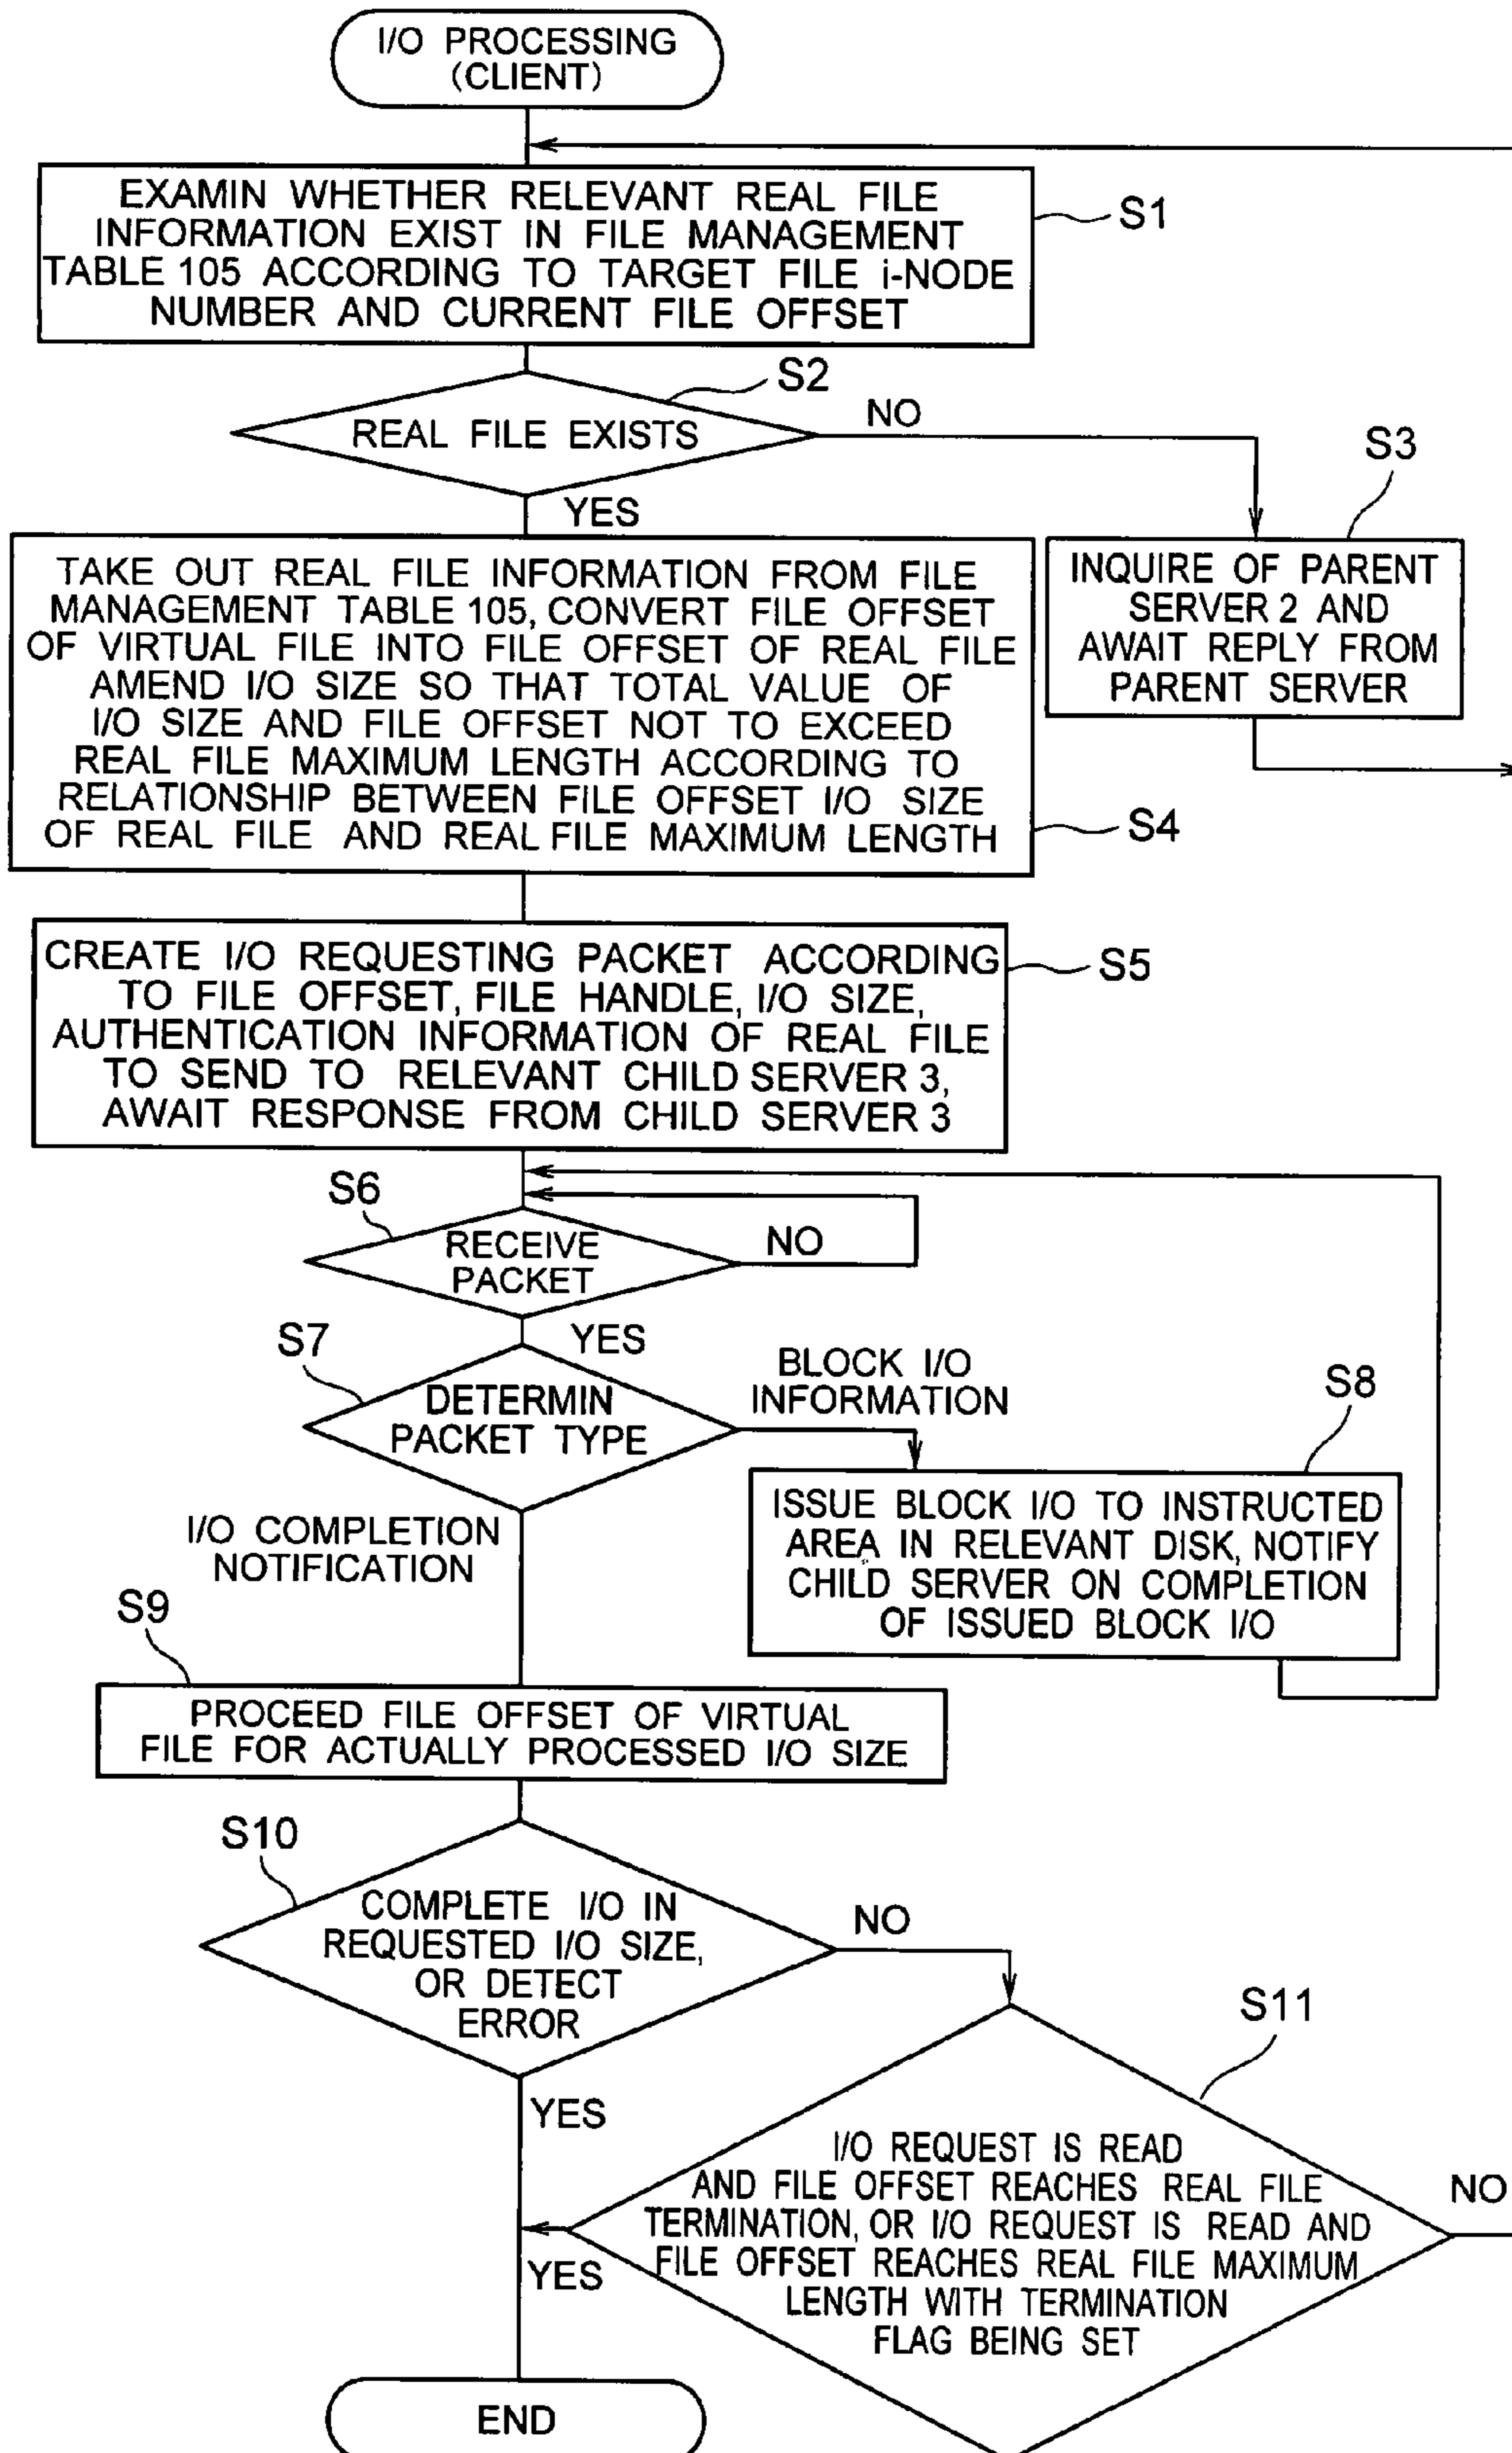 I/O PROCESSING
(CLIENT)
EXAMIN WHETHER RELEVANT REAL FILE
INFORMATION EXIST IN FILE MANAGEMENT
TABLE 105 ACCORDING TO TARGET FILE i-NODE
NUMBER AND CURRENT FILE OFFSET
S1
S2
REAL FILE EXISTS
NO
YES
S3
INQUIRE OF PARENT
SERVER 2 AND
AWAIT REPLY FROM
PARENT SERVER
TAKE OUT REAL FILE INFORMATION FROM FILE
MANAGEMENT TABLE 105, CONVERT FILE OFFSET
OF VIRTUAL FILE INTO FILE OFFSET OF REAL FILE
AMEND I/O SIZE SO THAT TOTAL VALUE OF
I/O SIZE AND FILE OFFSET NOT TO EXCEED
REAL FILE MAXIMUM LENGTH ACCORDING TO
RELATIONSHIP BETWEEN FILE OFFSET I/O SIZE
OF REAL FILE AND REAL FILE MAXIMUM LENGTH
S4
CREATE I/O REQUESTING PACKET ACCORDING
TO FILE OFFSET, FILE HANDLE, I/O SIZE,
AUTHENTICATION INFORMATION OF REAL FILE
TO SEND TO RELEVANT CHILD SERVER 3,
AWAIT RESPONSE FROM CHILD SERVER 3
S5
S6
RECEIVE
PACKET
NO
YES
S7
DETERMIN
PACKET TYPE
BLOCK I/O
INFORMATION
S8
ISSUE BLOCK I/O TO INSTRUCTED
AREA IN RELEVANT DISK, NOTIFY
CHILD SERVER ON COMPLETION
OF ISSUED BLOCK I/O
I/O COMPLETION
NOTIFICATION
S9
PROCEED FILE OFFSET OF VIRTUAL
FILE FOR ACTUALLY PROCESSED I/O SIZE
S10
COMPLETE I/O IN
REQUESTED I/O SIZE,
OR DETECT
ERROR
NO
YES
S11
I/O REQUEST IS READ
AND FILE OFFSET REACHES REAL FILE
TERMINATION, OR I/O REQUEST IS READ AND
FILE OFFSET REACHES REAL FILE MAXIMUM
LENGTH WITH TERMINATION
FLAG BEING SET
NO
YES
END